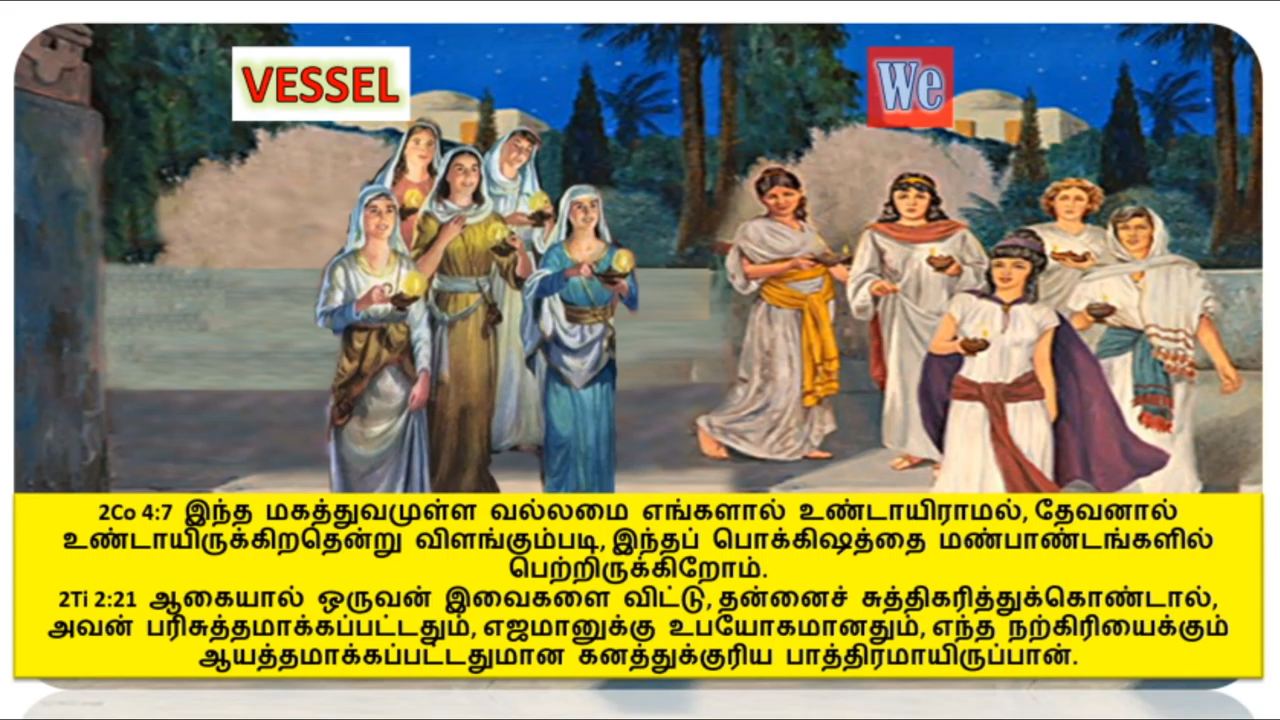 VESSEL
We
2Co 4:7 இந்த மகத்துவமுள்ள வல்லமை எங்களால் உண்டாயிராமல், தேவனால்
உண்டாயிருக்கிறதென்று விளங்கும்படி, இந்தப் பொக்கிஷத்தை மண்பாண்டங்களில்
பெற்றிருக்கிறோம்.
2Ti 2:21 ஆகையால் ஒருவன் இவைகளை விட்டு, தன்னைச் சுத்திகரித்துக்கொண்டால்,
அவன் பரிசுத்தமாக்கப்பட்டதும், எஜமானுக்கு உபயோகமானதும், எந்த நற்கிரியைக்கும்
ஆயத்தமாக்கப்பட்டதுமான கனத்துக்குரிய பாத்திரமாயிருப்பான்.